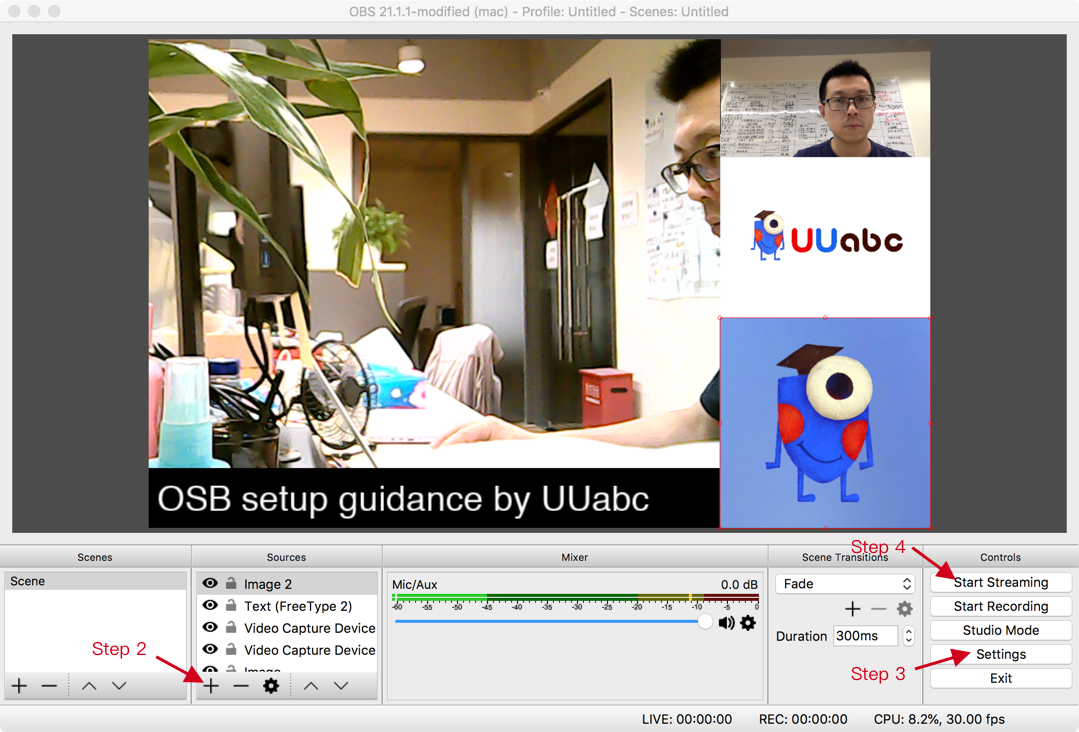 OBS 21.1.1-modified (mac) - Profile: Untitled - Scenes: Untitled
UUabc
OSB setup guidance by UUabc
Scenes
Sources
Mixer
Scene Transitions
Controls
Step 4
Scene
Image 2
Text (FreeType 2)
Video Capture Device
Video Capture Device
Image
Step 2
Mic/Aux
0.0 dB
-60 -55 -50 -45 -40 -35 -30 -25 -20 -15 -10 -5 0
Fade
Duration 300ms
Start Streaming
Start Recording
Studio Mode
Settings
Step 3
Exit
LIVE: 00:00:00
REC: 00:00:00
CPU: 8.2%, 30.00 fps